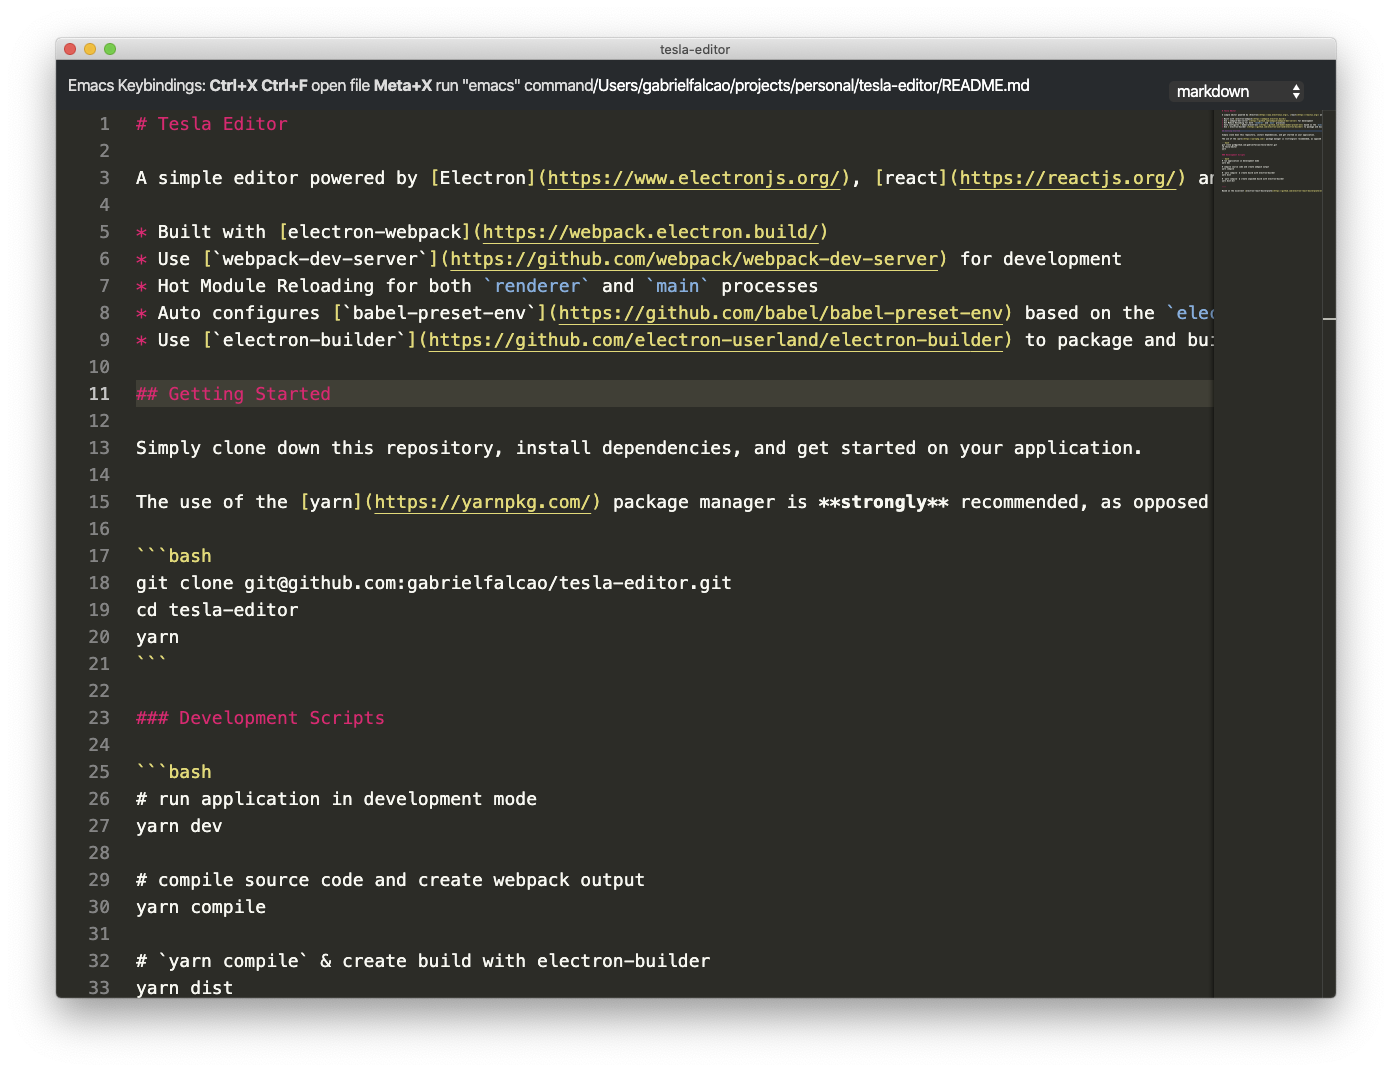 tesla-editor
Emacs Keybindings: Ctrl+X Ctrl+F open file Meta+X run "emacs" command/Users/gabrielfalcao/projects/personal/tesla-editor/README.md
markdown
1 # Tesla Editor
2
3 A simple editor powered by [Electron](https://www.electronjs.org/), [react](https://reactjs.org/)
4
5 * Built with [electron-webpack](https://webpack.electron.build/)
6 * Use [`webpack-dev-server`](https://github.com/webpack/webpack-dev-server) for development
7 * Hot Module Reloading for both `renderer` and `main` processes
8 * Auto configures [`babel-preset-env`](https://github.com/babel/babel-preset-env) based on the `elec
9 * Use [`electron-builder`](https://github.com/electron-userland/electron-builder) to package and
10
11 ## Getting Started
12
13 Simply clone down this repository, install dependencies, and get started on your application.
14
15 The use of the [yarn](https://yarnpkg.com/) package manager is **strongly** recommended, as opposed
16
17 ```bash
18 git clone git@github.com:gabrielfalcao/tesla-editor.git
19 cd tesla-editor
20 yarn
21 ```
22
23 ### Development Scripts
24
25 ```bash
26 # run application in development mode
27 yarn dev
28
29 # compile source code and create webpack output
30 yarn compile
31
32 # `yarn compile` & create build with electron-builder
33 yarn dist